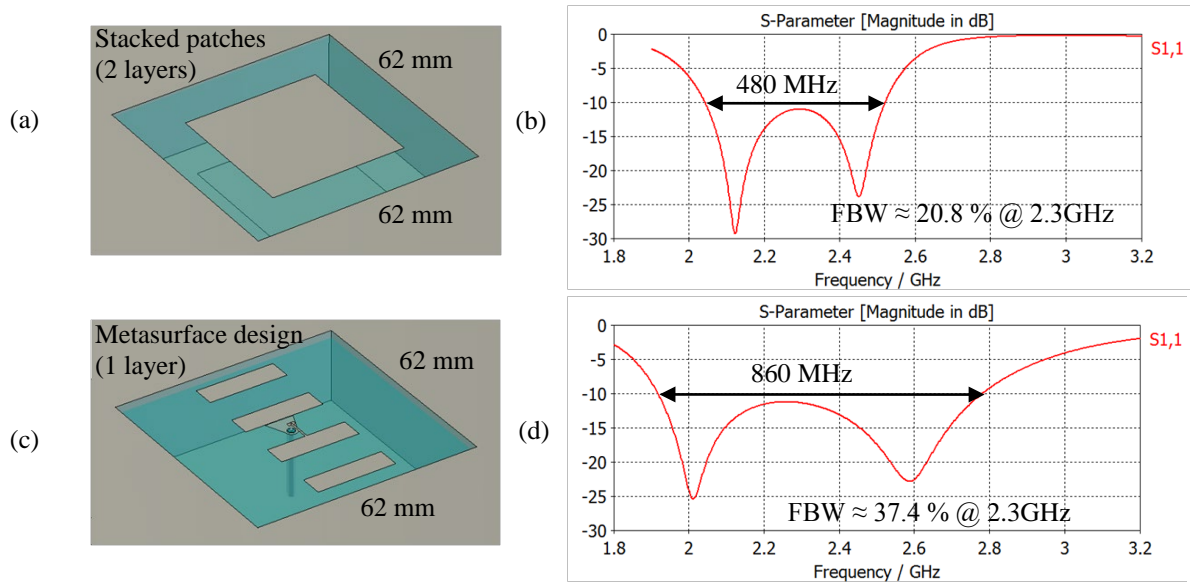 (a)
Stacked patches
(2 layers)
62 mm
62 mm
(b)
S-Parameter [Magnitude in dB]
0
-5
-10
-15
-20
-25
-30
480 MHz
FBW ≈ 20.8 % @ 2.3GHz
S1,1
1.8 2 2.2 2.4 2.6 2.8 3 3.2
Frequency / GHz
(c)
Metasurface design
(1 layer)
62 mm
62 mm
(d)
S-Parameter [Magnitude in dB]
0
-5
-10
-15
-20
-25
-30
860 MHz
FBW ≈ 37.4 % @ 2.3GHz
S1,1
1.8 2 2.2 2.4 2.6 2.8 3 3.2
Frequency / GHz